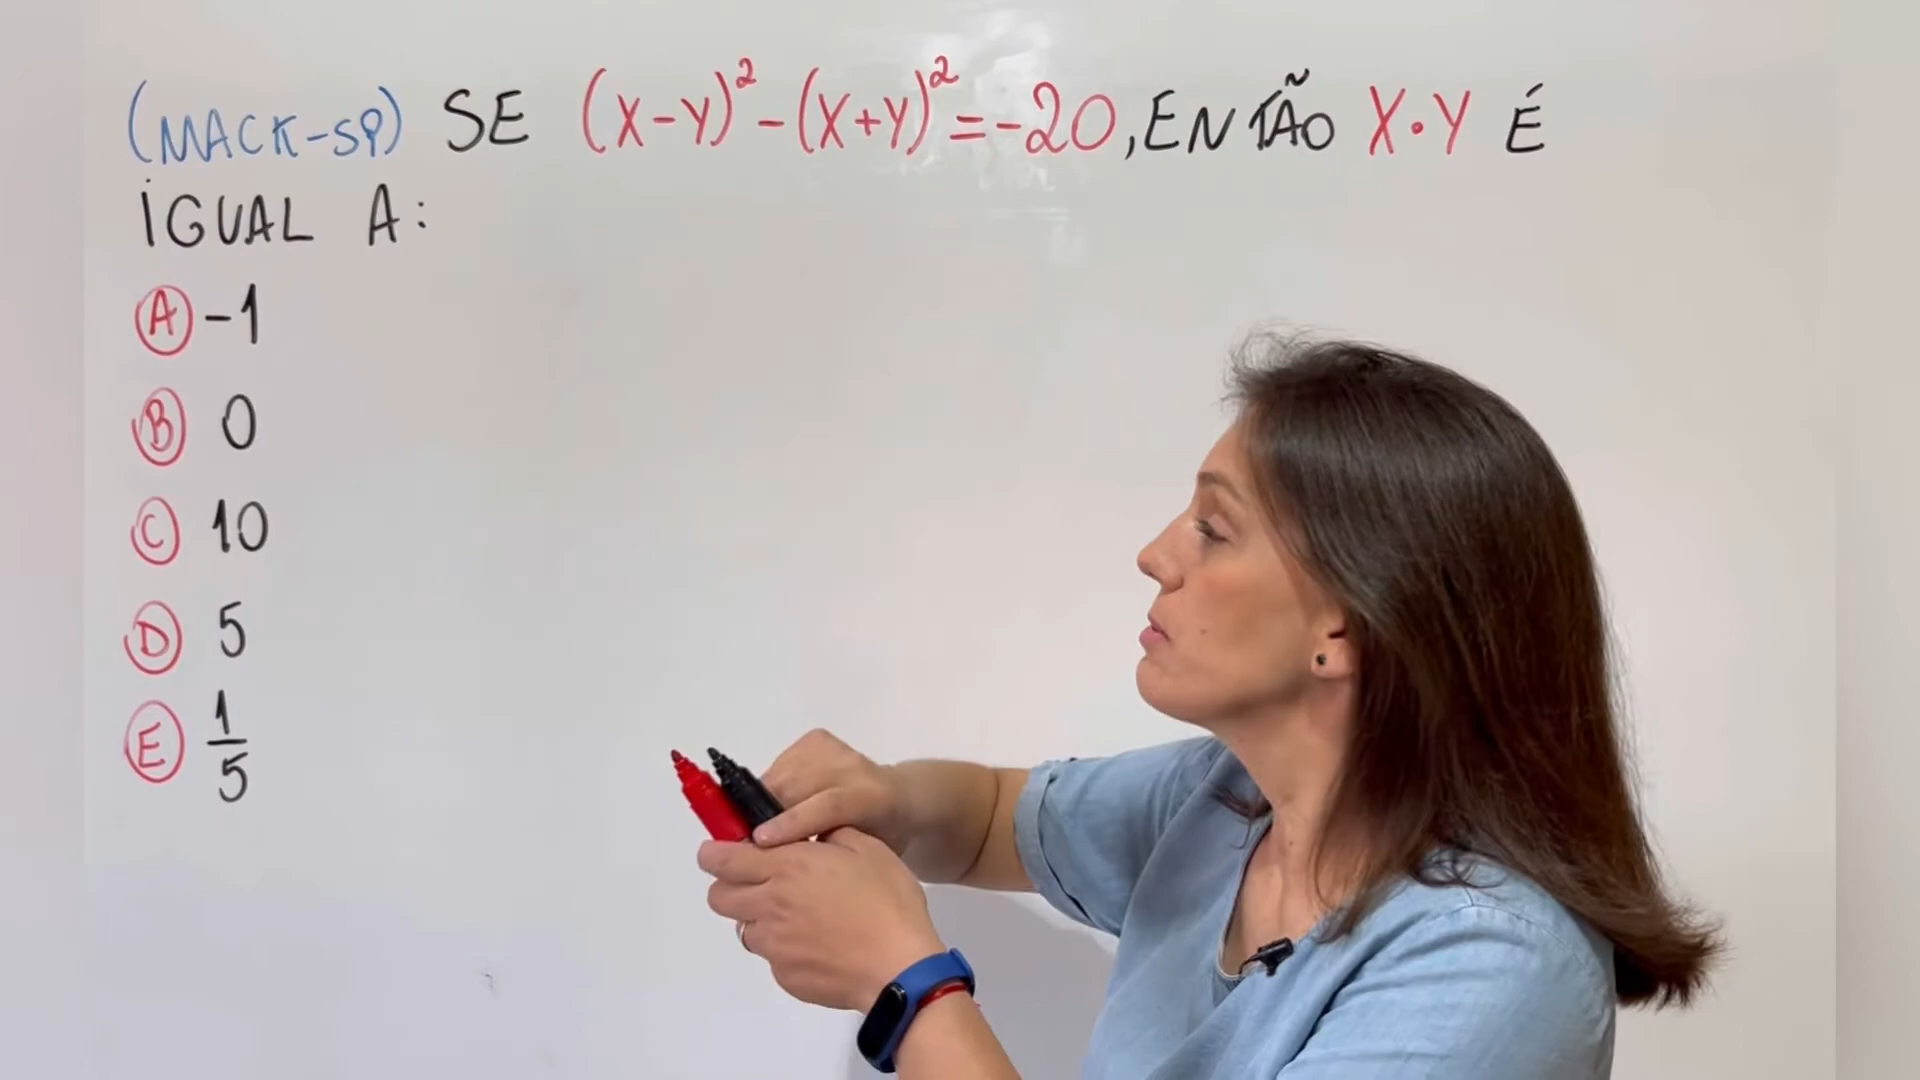 (MACK-SP) SE (X-Y)² - (X+Y)² = -20, ENTÃO X·Y É
IGUAL A:
A -1
B 0
C 10
D 5
E 1/5